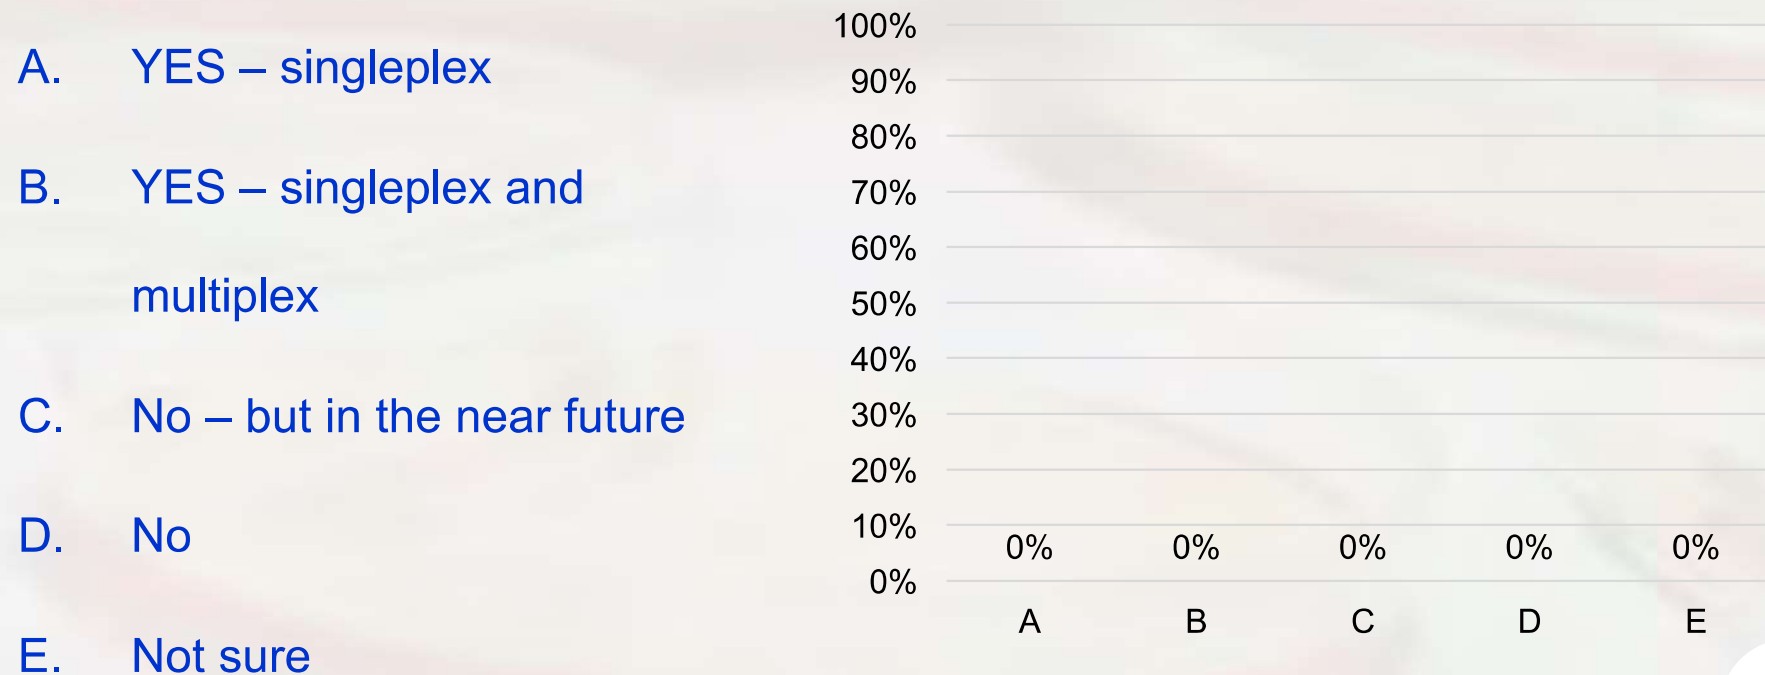 A. YES – singleplex
B. YES – singleplex and
multiplex
C. No – but in the near future
D. No
E. Not sure
100%
90%
80%
70%
60%
50%
40%
30%
20%
10%
0%
0% 0% 0% 0% 0%
A B C D E